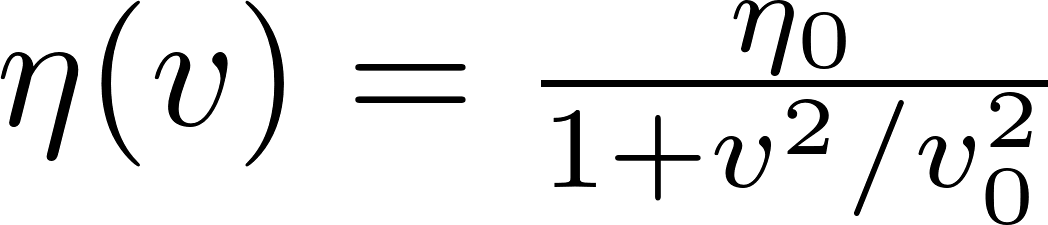 η(v) = η₀ / (1+v²/v₀²)